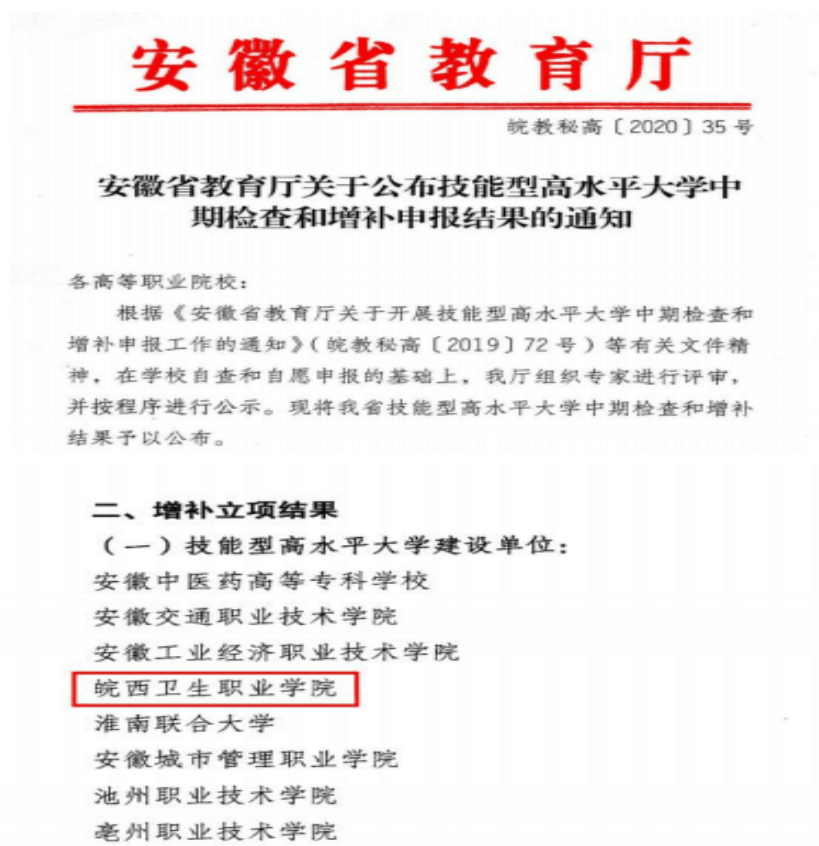 安徽省教育厅
皖教秘高〔2020〕35号
安徽省教育厅关于公布技能型高水平大学中
期检查和增补申报结果的通知
各高等职业院校：
根据《安徽省教育厅关于开展技能型高水平大学中期检查和
增补申报工作的通知》（皖教秘高〔2019〕72号）等有关文件精
神，在学校自查和自愿申报的基础上，我厅组织专家进行评审，
并按程序进行公示。现将我省技能型高水平大学中期检查和增补
结果予以公布。
二、增补立项结果
（一）技能型高水平大学建设单位：
安徽中医药高等专科学校
安徽交通职业技术学院
安徽工业经济职业技术学院
皖西卫生职业学院
淮南联合大学
安徽城市管理职业学院
池州职业技术学院
亳州职业技术学院